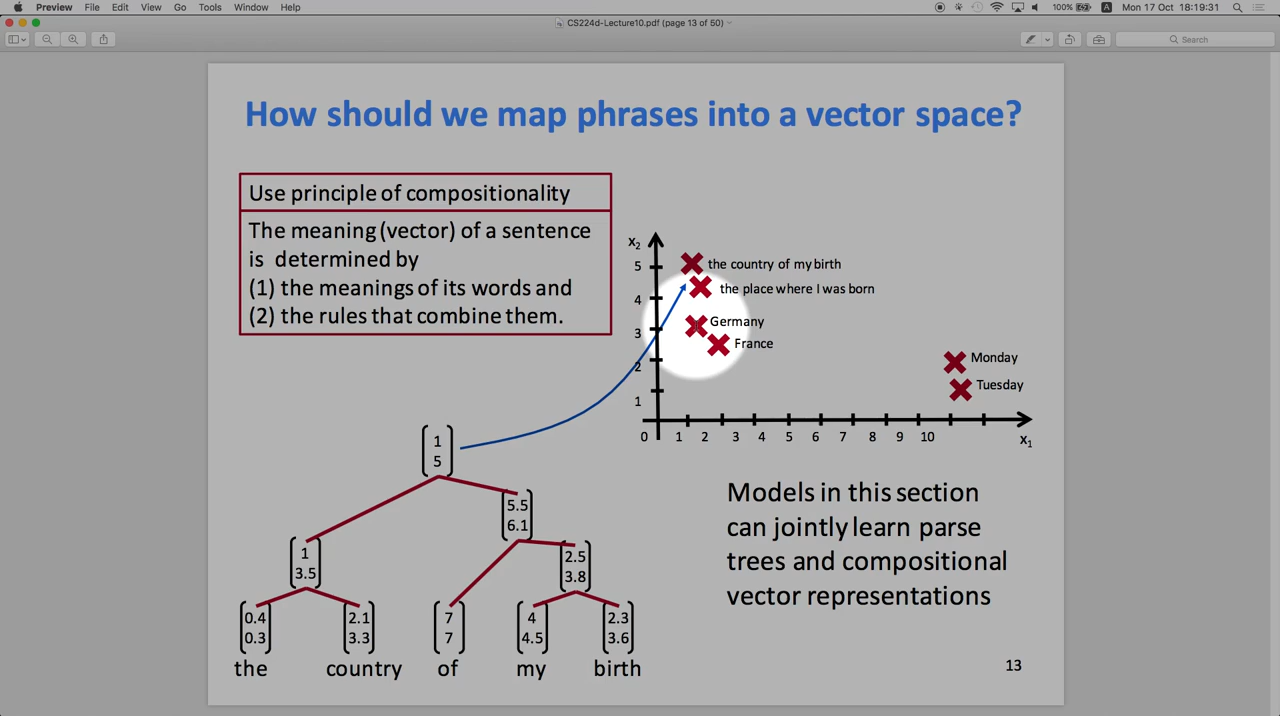 Preview File Edit View Go Tools Window Help 100% A Mon 17 Oct 18:19:31
CS224d-Lecture10.pdf (page 13 of 50)
Search
How should we map phrases into a vector space?
Use principle of compositionality
The meaning (vector) of a sentence
is determined by
(1) the meanings of its words and
(2) the rules that combine them.
x2
5
4
3
2
1
0 1 2 3 4 5 6 7 8 9 10
x1
the country of my birth
the place where I was born
Germany
France
Monday
Tuesday
1
5
5.5
6.1
1
3.5
2.5
3.8
0.4
0.3
2.1
3.3
7
7
4
4.5
2.3
3.6
the country of my birth
Models in this section
can jointly learn parse
trees and compositional
vector representations
13